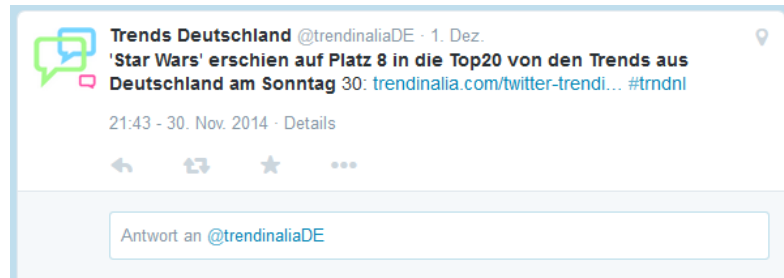 Trends Deutschland @trendinaliaDE · 1. Dez.
'Star Wars' erschien auf Platz 8 in die Top20 von den Trends aus
Deutschland am Sonntag 30: trendinalia.com/twitter-trendi... #trndnl
21:43 - 30. Nov. 2014 · Details
Antwort an @trendinaliaDE